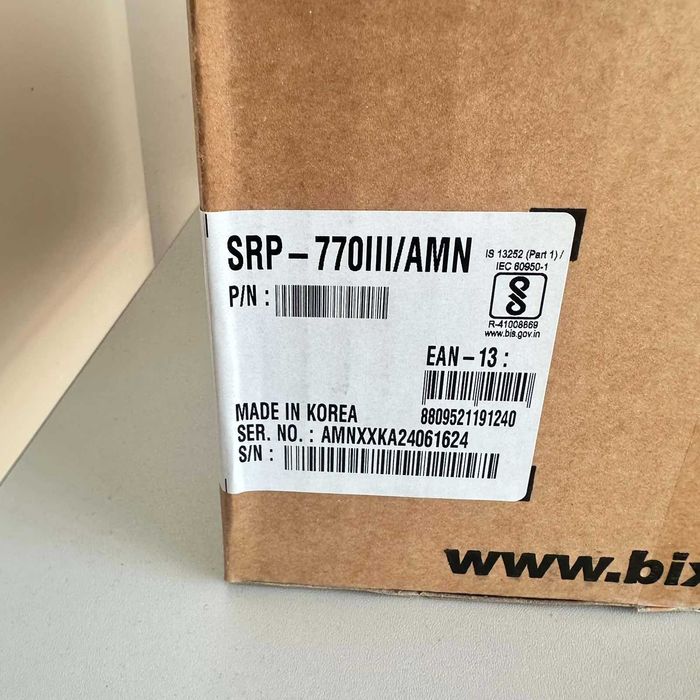 SRP-770III/AMN
IS 13252 (Part 1) /
IEC 60950-1
P/N :
R-41008869
www.bis.gov.in
EAN-13 :
8809521191240
MADE IN KOREA
SER. NO. : AMNXXKA24061624
S/N :
www.bix